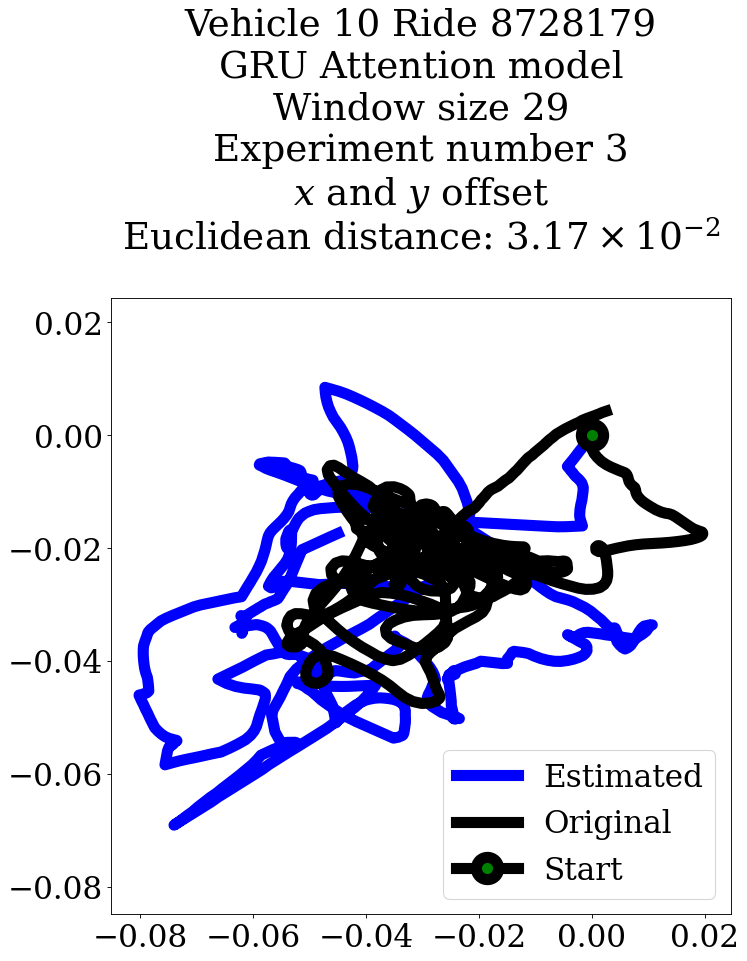 Vehicle 10 Ride 8728179
GRU Attention model
Window size 29
Experiment number 3
x and y offset
Euclidean distance: 3.17 × 10⁻²
0.02
0.00
−0.02
−0.04
−0.06
−0.08
Estimated
Original
Start
−0.08 −0.06 −0.04 −0.02 0.00 0.02